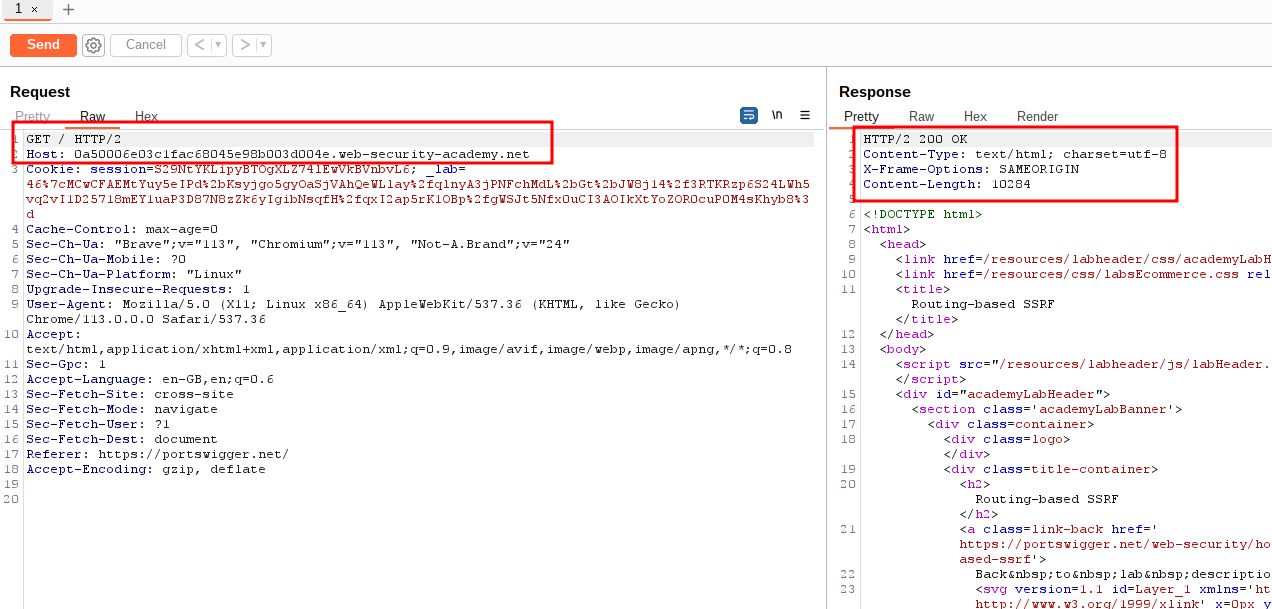 1 ×
+
Send
Cancel
< ▾ > ▾
Request
Pretty Raw Hex
\n
1 GET / HTTP/2
2 Host: 0a50006e03c1fac68045e98b003d004e.web-security-academy.net
3 Cookie: session=
_lab=
4 Cache-Control: max-age=0
5 Sec-Ch-Ua: "Brave";v="113", "Chromium";v="113", "Not-A.Brand";v="24"
6 Sec-Ch-Ua-Mobile: ?0
7 Sec-Ch-Ua-Platform: "Linux"
8 Upgrade-Insecure-Requests: 1
9 User-Agent: Mozilla/5.0 (X11; Linux x86_64) AppleWebKit/537.36 (KHTML, like Gecko)
Chrome/113.0.0.0 Safari/537.36
10 Accept:
text/html,application/xhtml+xml,application/xml;q=0.9,image/avif,image/webp,image/apng,*/*;q=0.8
11 Sec-Gpc: 1
12 Accept-Language: en-GB,en;q=0.6
13 Sec-Fetch-Site: cross-site
14 Sec-Fetch-Mode: navigate
15 Sec-Fetch-User: ?1
16 Sec-Fetch-Dest: document
17 Referer: https://portswigger.net/
18 Accept-Encoding: gzip, deflate
19
20
Response
Pretty Raw Hex Render
1 HTTP/2 200 OK
2 Content-Type: text/html; charset=utf-8
3 X-Frame-Options: SAMEORIGIN
4 Content-Length: 10284
5
6 <!DOCTYPE html>
7 <html>
8 <head>
9 <link href=/resources/labheader/css/academyLabH
10 <link href=/resources/css/labsEcommerce.css rel
11 <title>
Routing-based SSRF
</title>
12 </head>
13 <body>
14 <script src="/resources/labheader/js/labHeader.
</script>
15 <div id="academyLabHeader">
16 <section class='academyLabBanner'>
17 <div class=container>
18 <div class=logo>
</div>
19 <div class=title-container>
20 <h2>
Routing-based SSRF
</h2>
21 <a class=link-back href='
https://portswigger.net/web-security/ho
ased-ssrf'>
22 Back&nbsp;to&nbsp;lab&nbsp;descriptio
23 <svg version=1.1 id=Layer_1 xmlns='ht
http://www.w3.org/1999/xlink' x=0px y